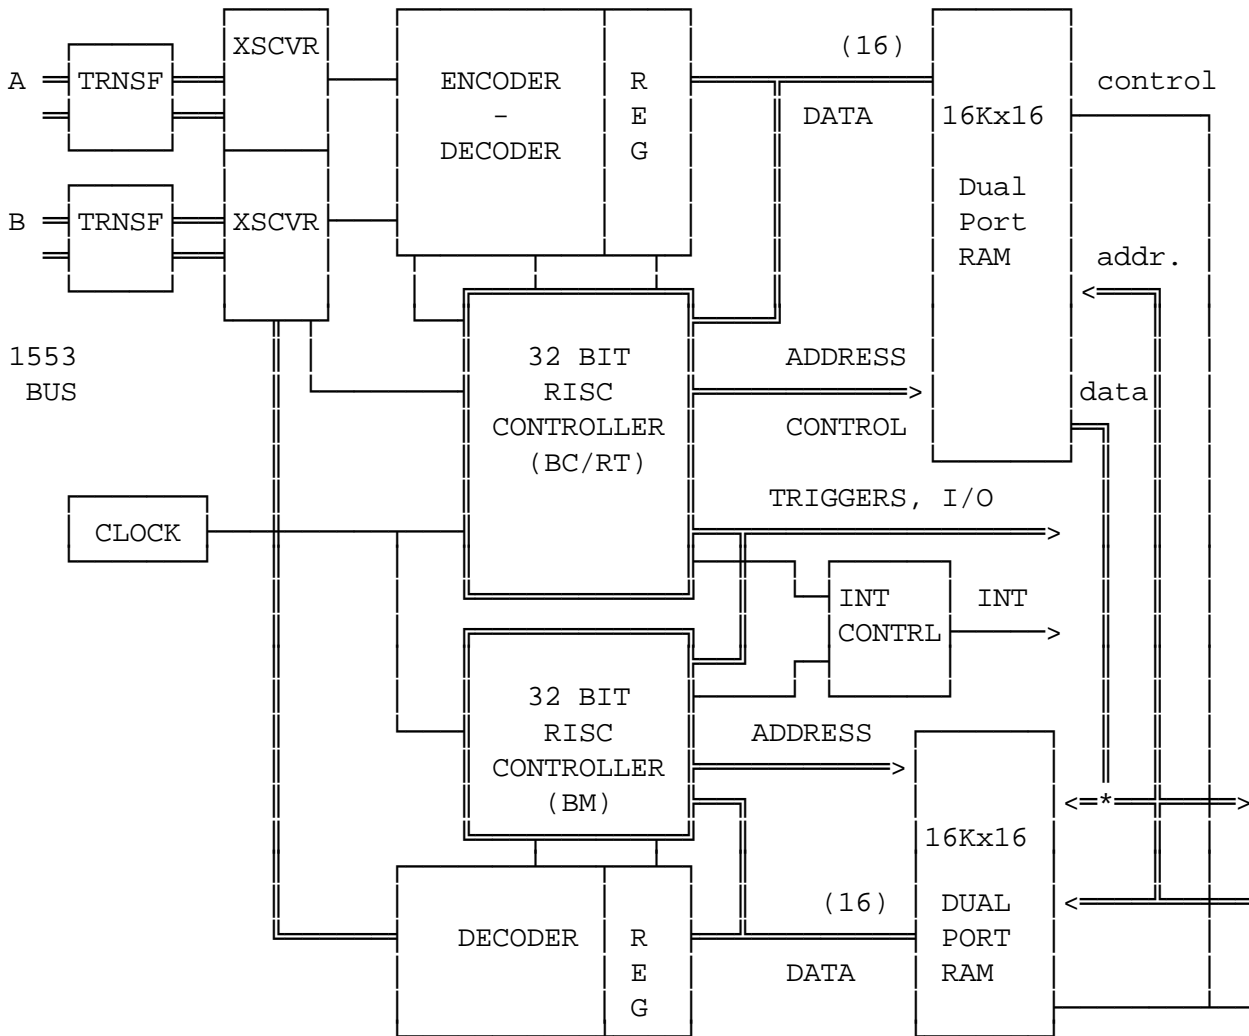 XSCVR
(16)
A
TRNSF
ENCODER
-
DECODER
R
E
G
control
DATA
16Kx16
Dual
Port
RAM
B
TRNSF
XSCVR
addr.
1553
BUS
32 BIT
RISC
CONTROLLER
(BC/RT)
ADDRESS
CONTROL
data
TRIGGERS, I/O
CLOCK
INT
CONTRL
INT
32 BIT
RISC
CONTROLLER
(BM)
ADDRESS
*
16Kx16
DUAL
PORT
RAM
(16)
DECODER
R
E
G
DATA